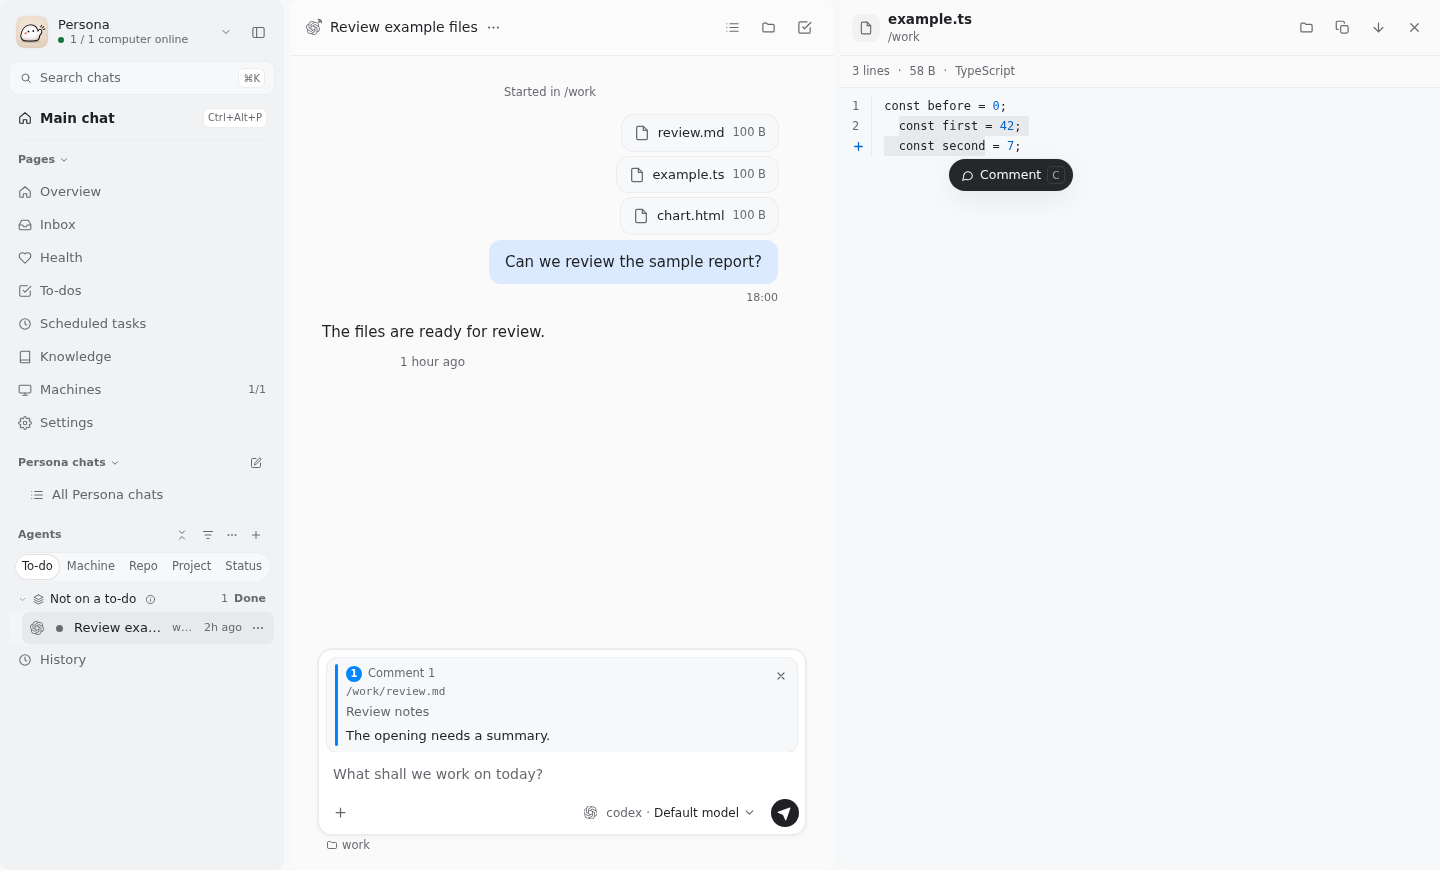 Persona
1 / 1 computer online
Search chats
⌘K
Main chat
Ctrl+Alt+P
Pages
Overview
Inbox
Health
To-dos
Scheduled tasks
Knowledge
Machines
1/1
Settings
Persona chats
All Persona chats
Agents
To-do
Machine
Repo
Project
Status
Not on a to-do
1 Done
Review exa...
w...
2h ago
History
Review example files
Started in /work
review.md 100 B
example.ts 100 B
chart.html 100 B
Can we review the sample report?
18:00
The files are ready for review.
1 hour ago
1 Comment 1
/work/review.md
Review notes
The opening needs a summary.
What shall we work on today?
codex · Default model
work
example.ts
/work
3 lines · 58 B · TypeScript
1 const before = 0;
2 const first = 42;
+ const second = 7;
Comment C